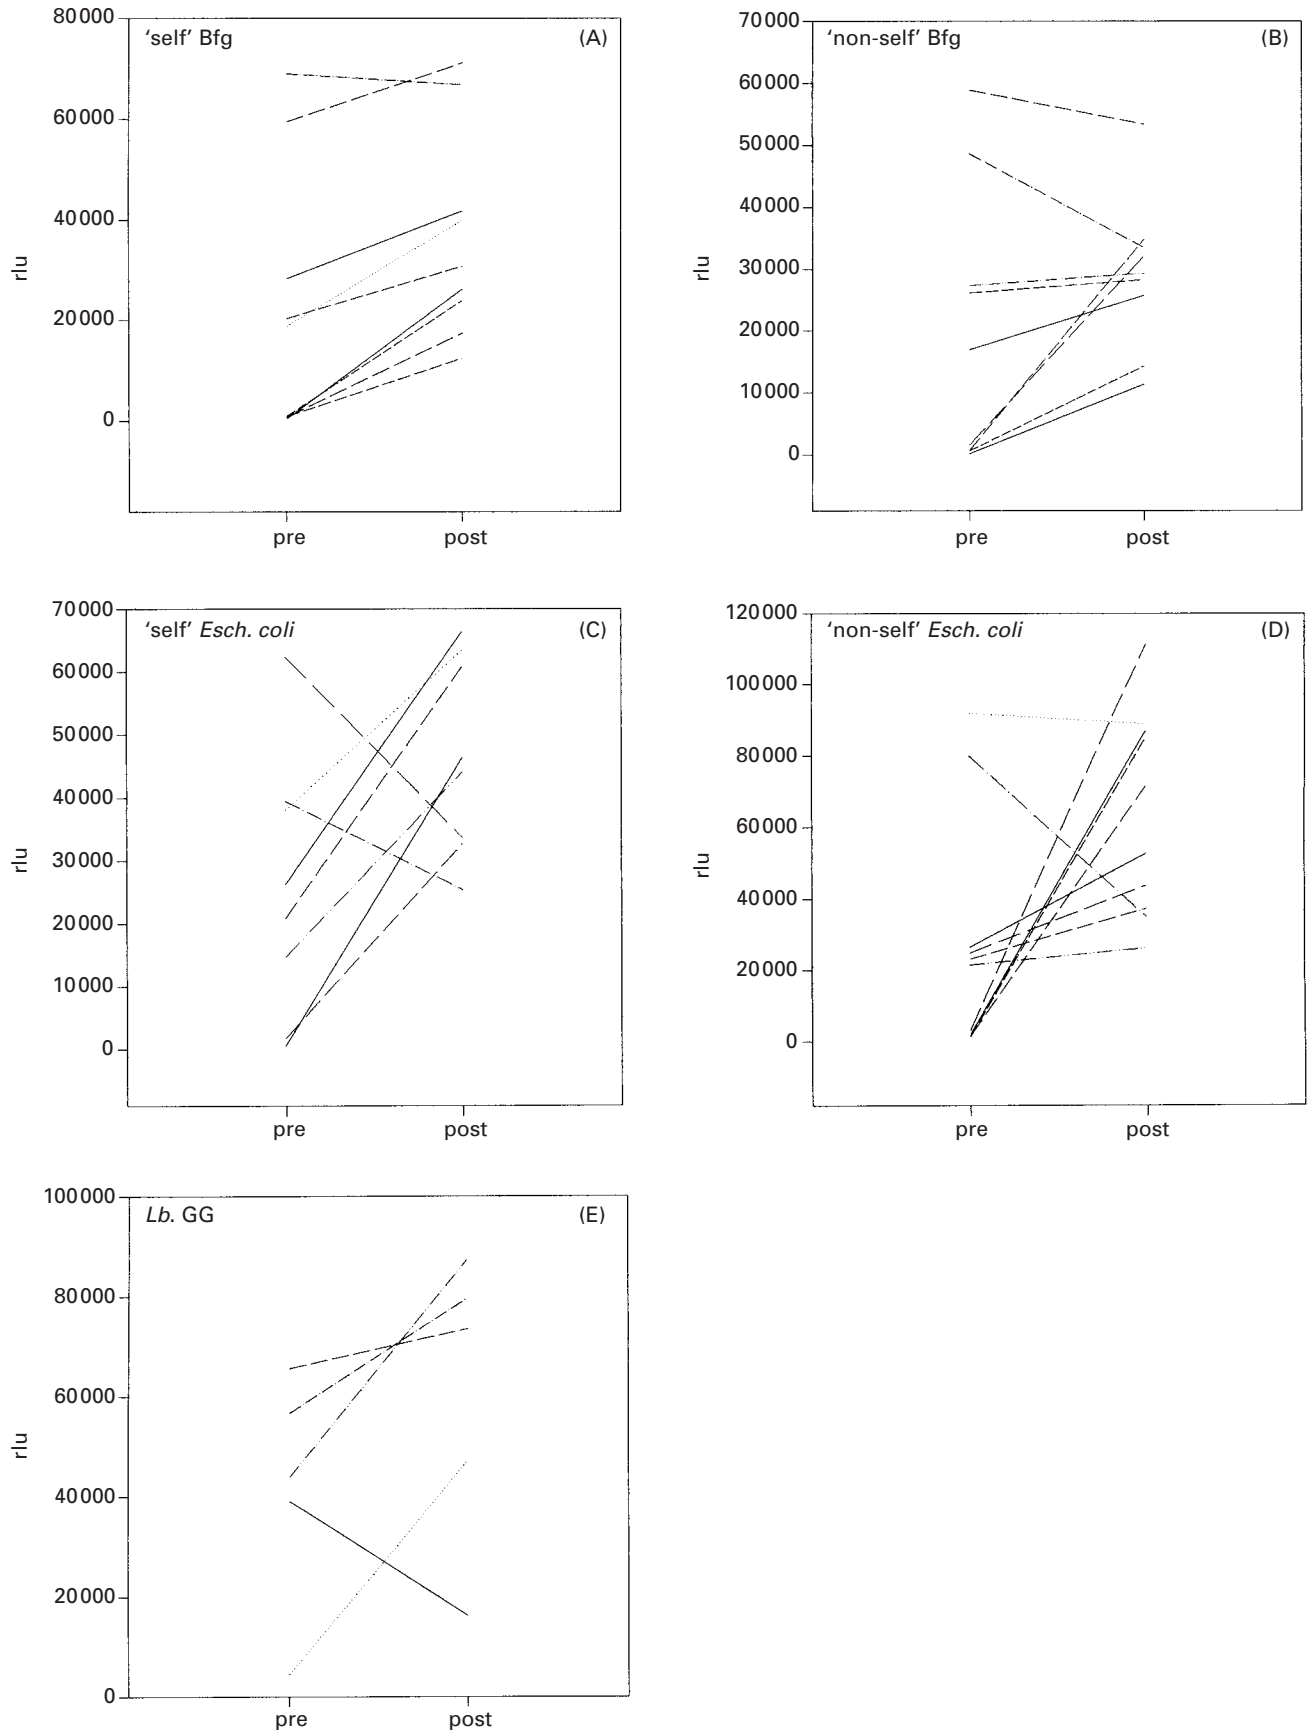 80000
'self' Bfg
(A)
60000
40000
rlu
20000
0
pre
post
70000
'non-self' Bfg
(B)
60000
50000
40000
rlu
30000
20000
10000
0
pre
post
70000
'self' Esch. coli
(C)
60000
50000
40000
rlu
30000
20000
10000
0
pre
post
120000
'non-self' Esch. coli
(D)
100000
80000
60000
rlu
40000
20000
0
pre
post
100000
Lb. GG
(E)
80000
60000
rlu
40000
20000
0
pre
post